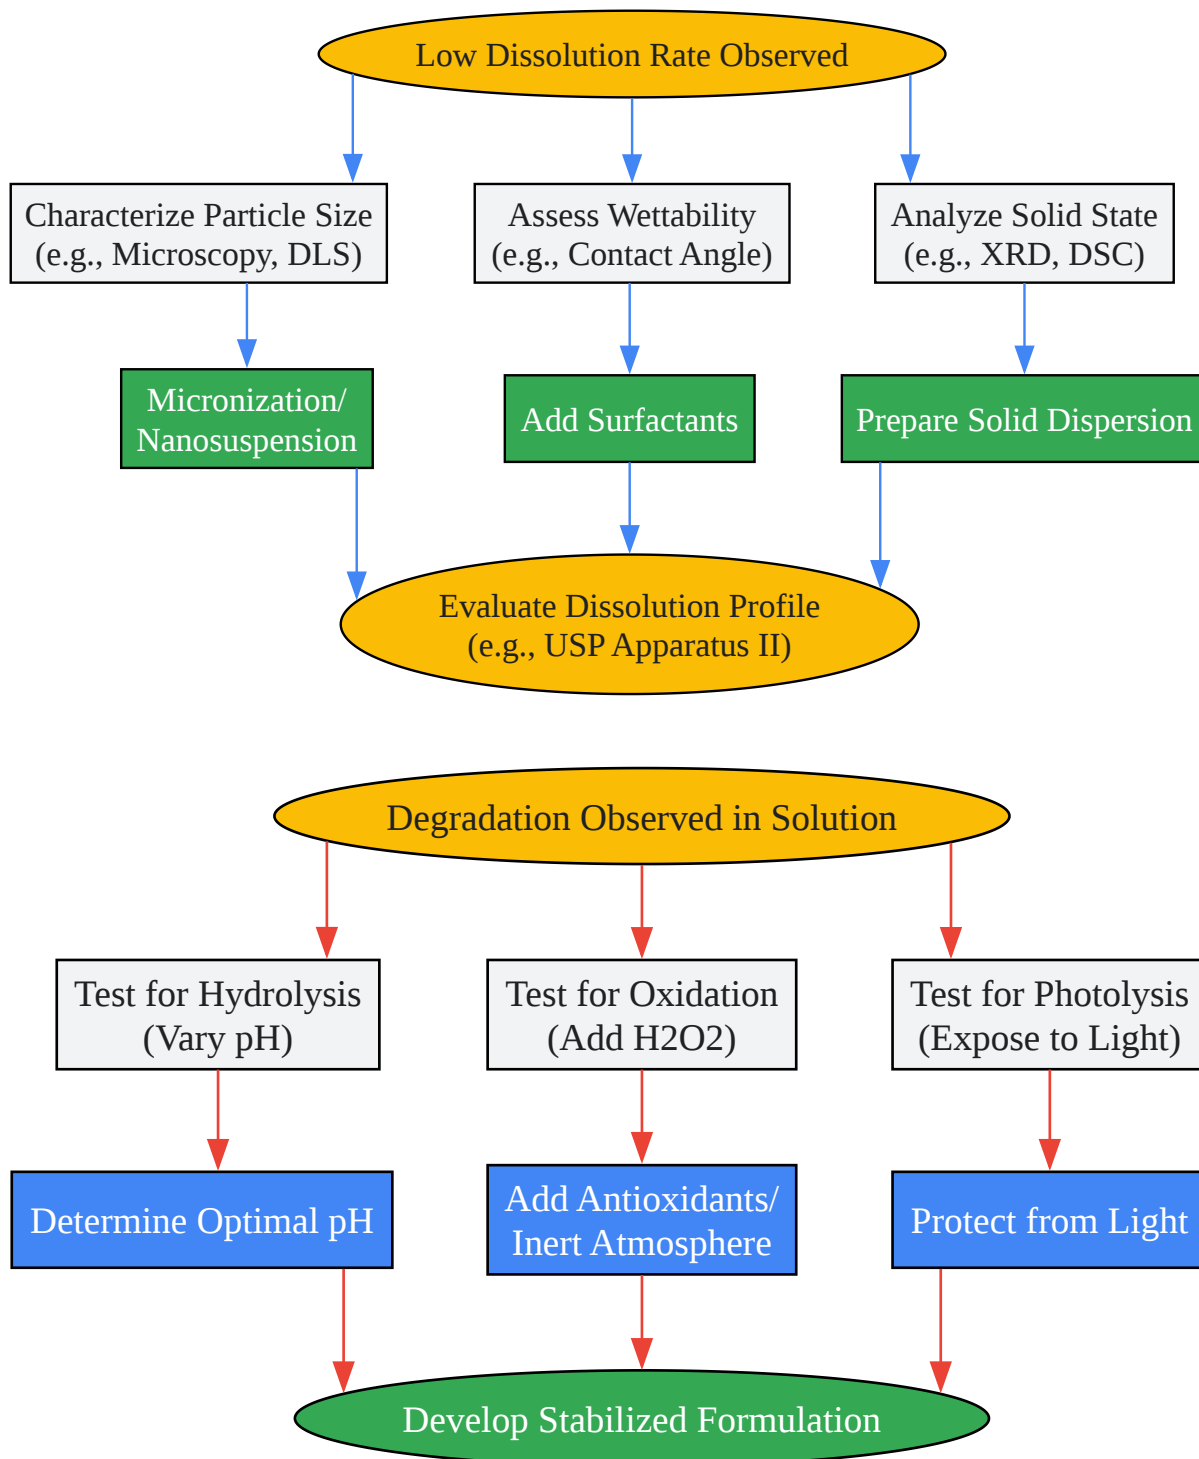 Low Dissolution Rate Observed
Characterize Particle Size
(e.g., Microscopy, DLS)
Assess Wettability
(e.g., Contact Angle)
Analyze Solid State
(e.g., XRD, DSC)
Micronization/
Nanosuspension
Add Surfactants
Prepare Solid Dispersion
Evaluate Dissolution Profile
(e.g., USP Apparatus II)
Degradation Observed in Solution
Test for Hydrolysis
(Vary pH)
Test for Oxidation
(Add H2O2)
Test for Photolysis
(Expose to Light)
Determine Optimal pH
Add Antioxidants/
Inert Atmosphere
Protect from Light
Develop Stabilized Formulation